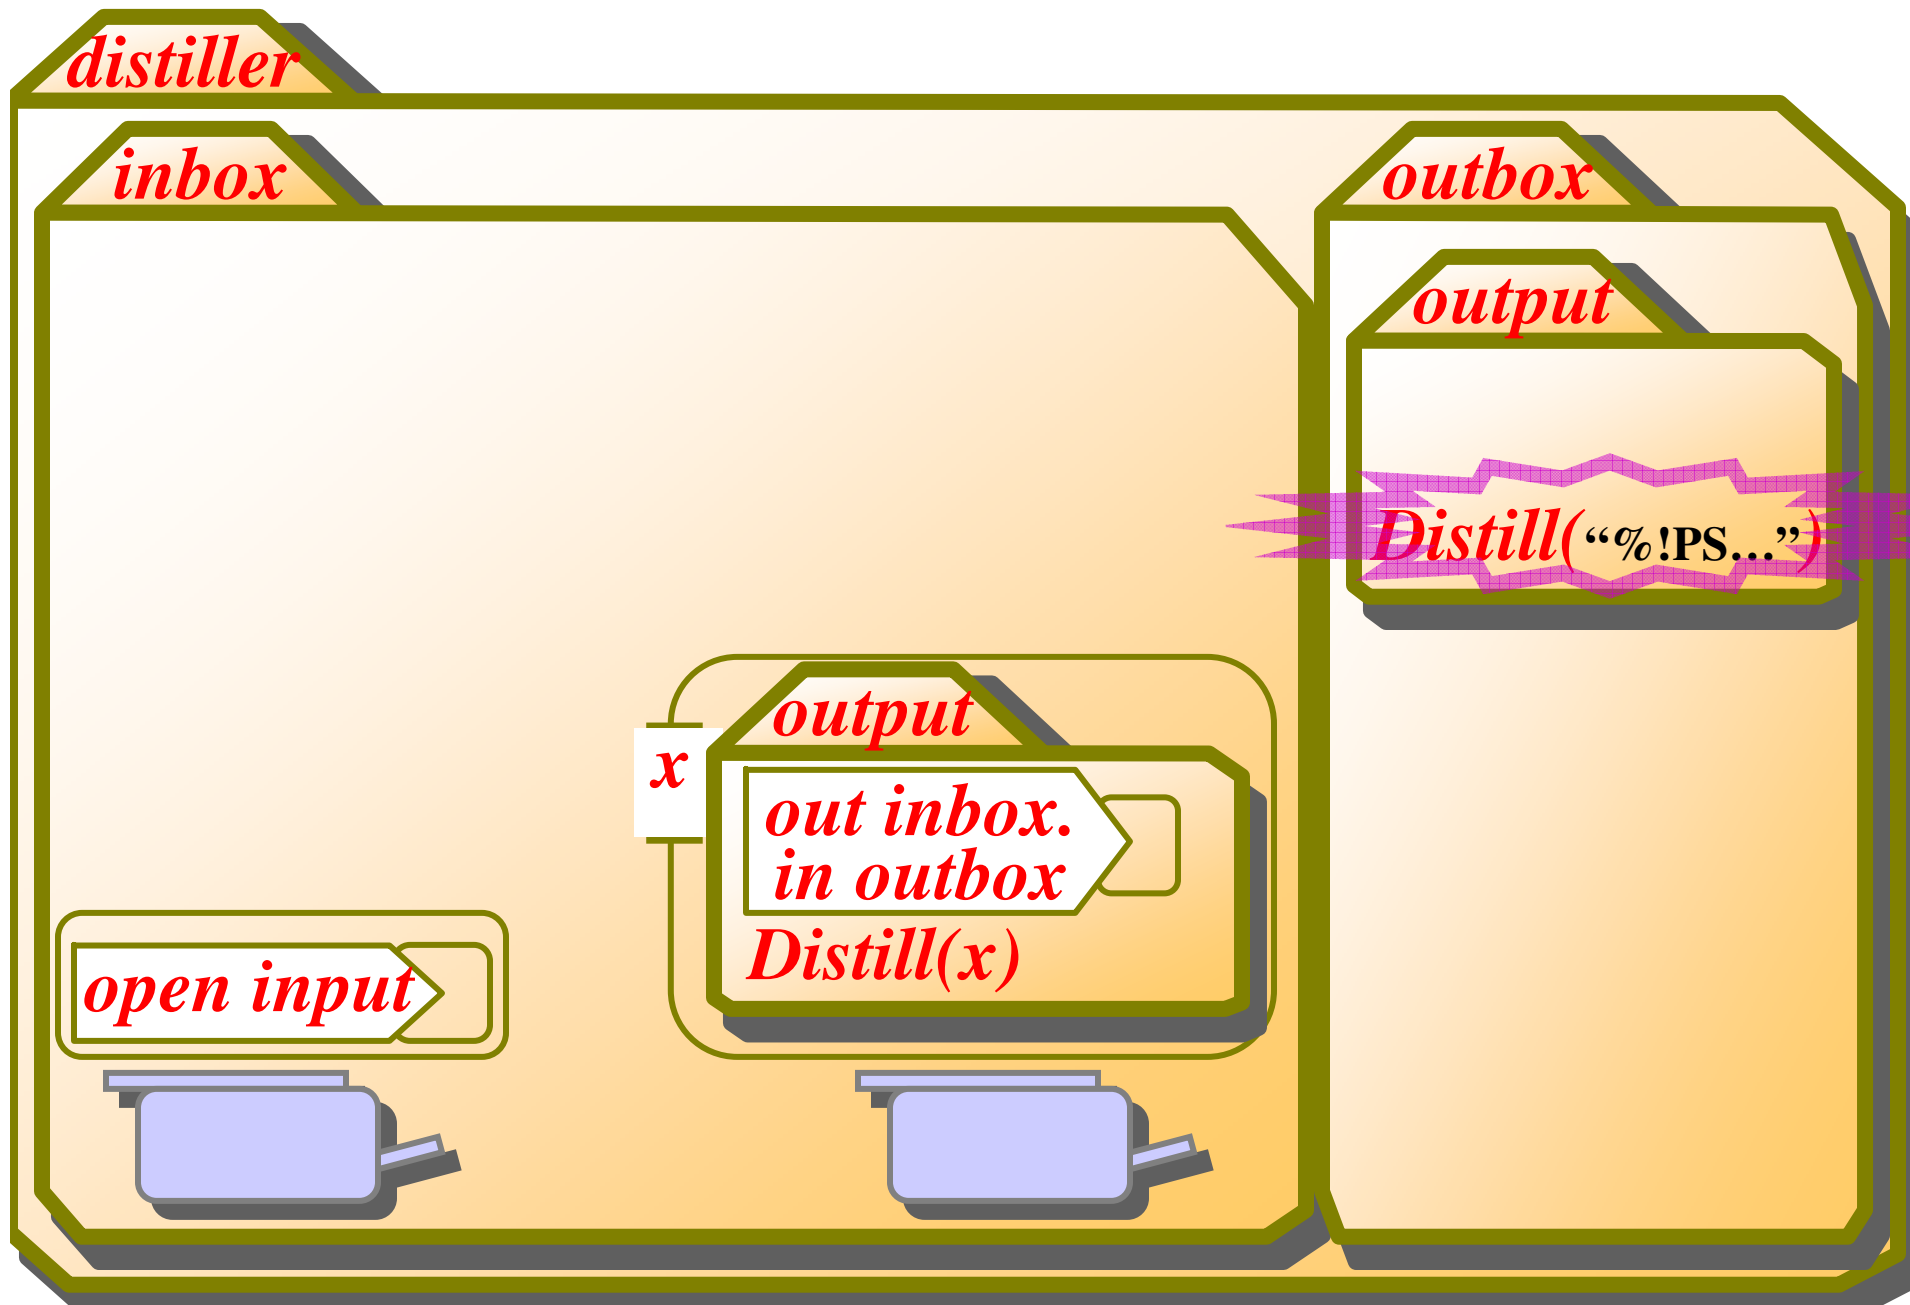 distiller
inbox
outbox
output
Distill(“%!PS…”)
output
x
out inbox.
in outbox
Distill(x)
open input